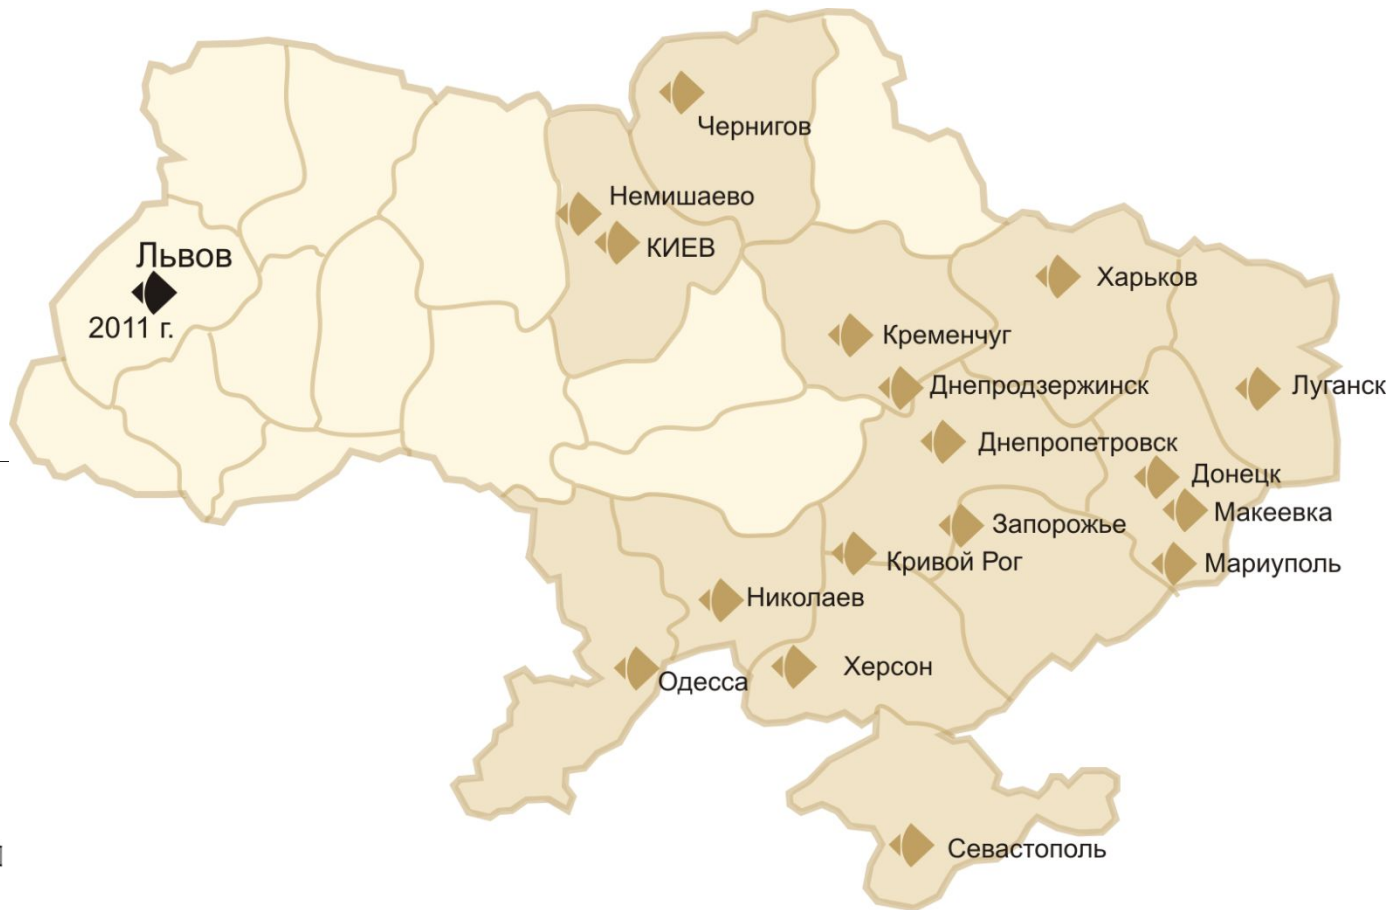 Чернигов
Немишаево
КИЕВ
Львов
2011 г.
Харьков
Кременчуг
Днепродзержинск
Луганск
Днепропетровск
Донецк
Макеевка
Запорожье
Кривой Рог
Мариуполь
Николаев
Херсон
Одесса
Севастополь